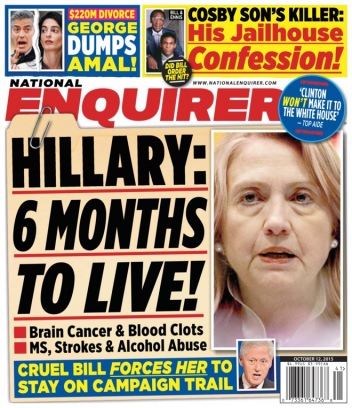 $220M DIVORCE
GEORGE
DUMPS
AMAL!
BILL &
ENNIS
DID BILL
ORDER
THE HIT?
COSBY SON'S KILLER:
His Jailhouse
Confession!
NATIONAL
WWW.NATIONALENQUIRER.COM
ENQUIRER
'CLINTON
WON'T MAKE IT TO
THE WHITE HOUSE'
— TOP AIDE
HILLARY:
6 MONTHS
TO LIVE!
Brain Cancer & Blood Clots
MS, Strokes & Alcohol Abuse
CRUEL BILL FORCES HER TO
STAY ON CAMPAIGN TRAIL
OCTOBER 12, 2015